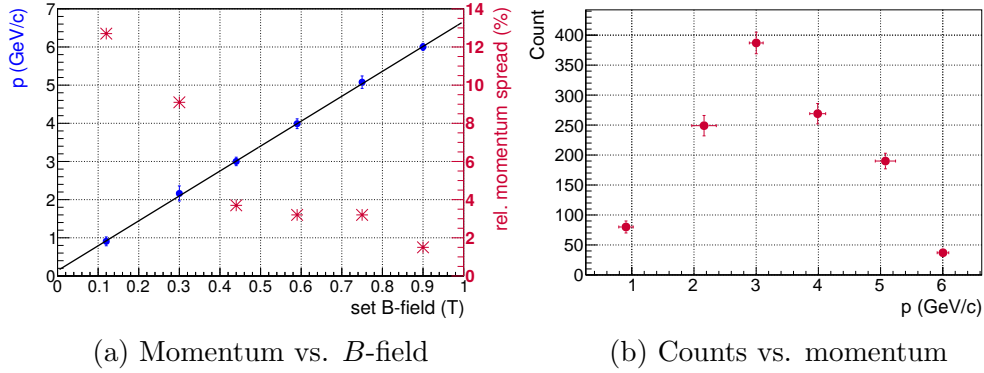 p (GeV/c)
7
6
5
4
3
2
1
0
0 0.1 0.2 0.3 0.4 0.5 0.6 0.7 0.8 0.9 1
set B-field (T)
14
12
10
8
6
4
2
0
rel. momentum spread (%)
(a) Momentum vs. B-field
Count
400
350
300
250
200
150
100
50
0
1 2 3 4 5 6
p (GeV/c)
(b) Counts vs. momentum